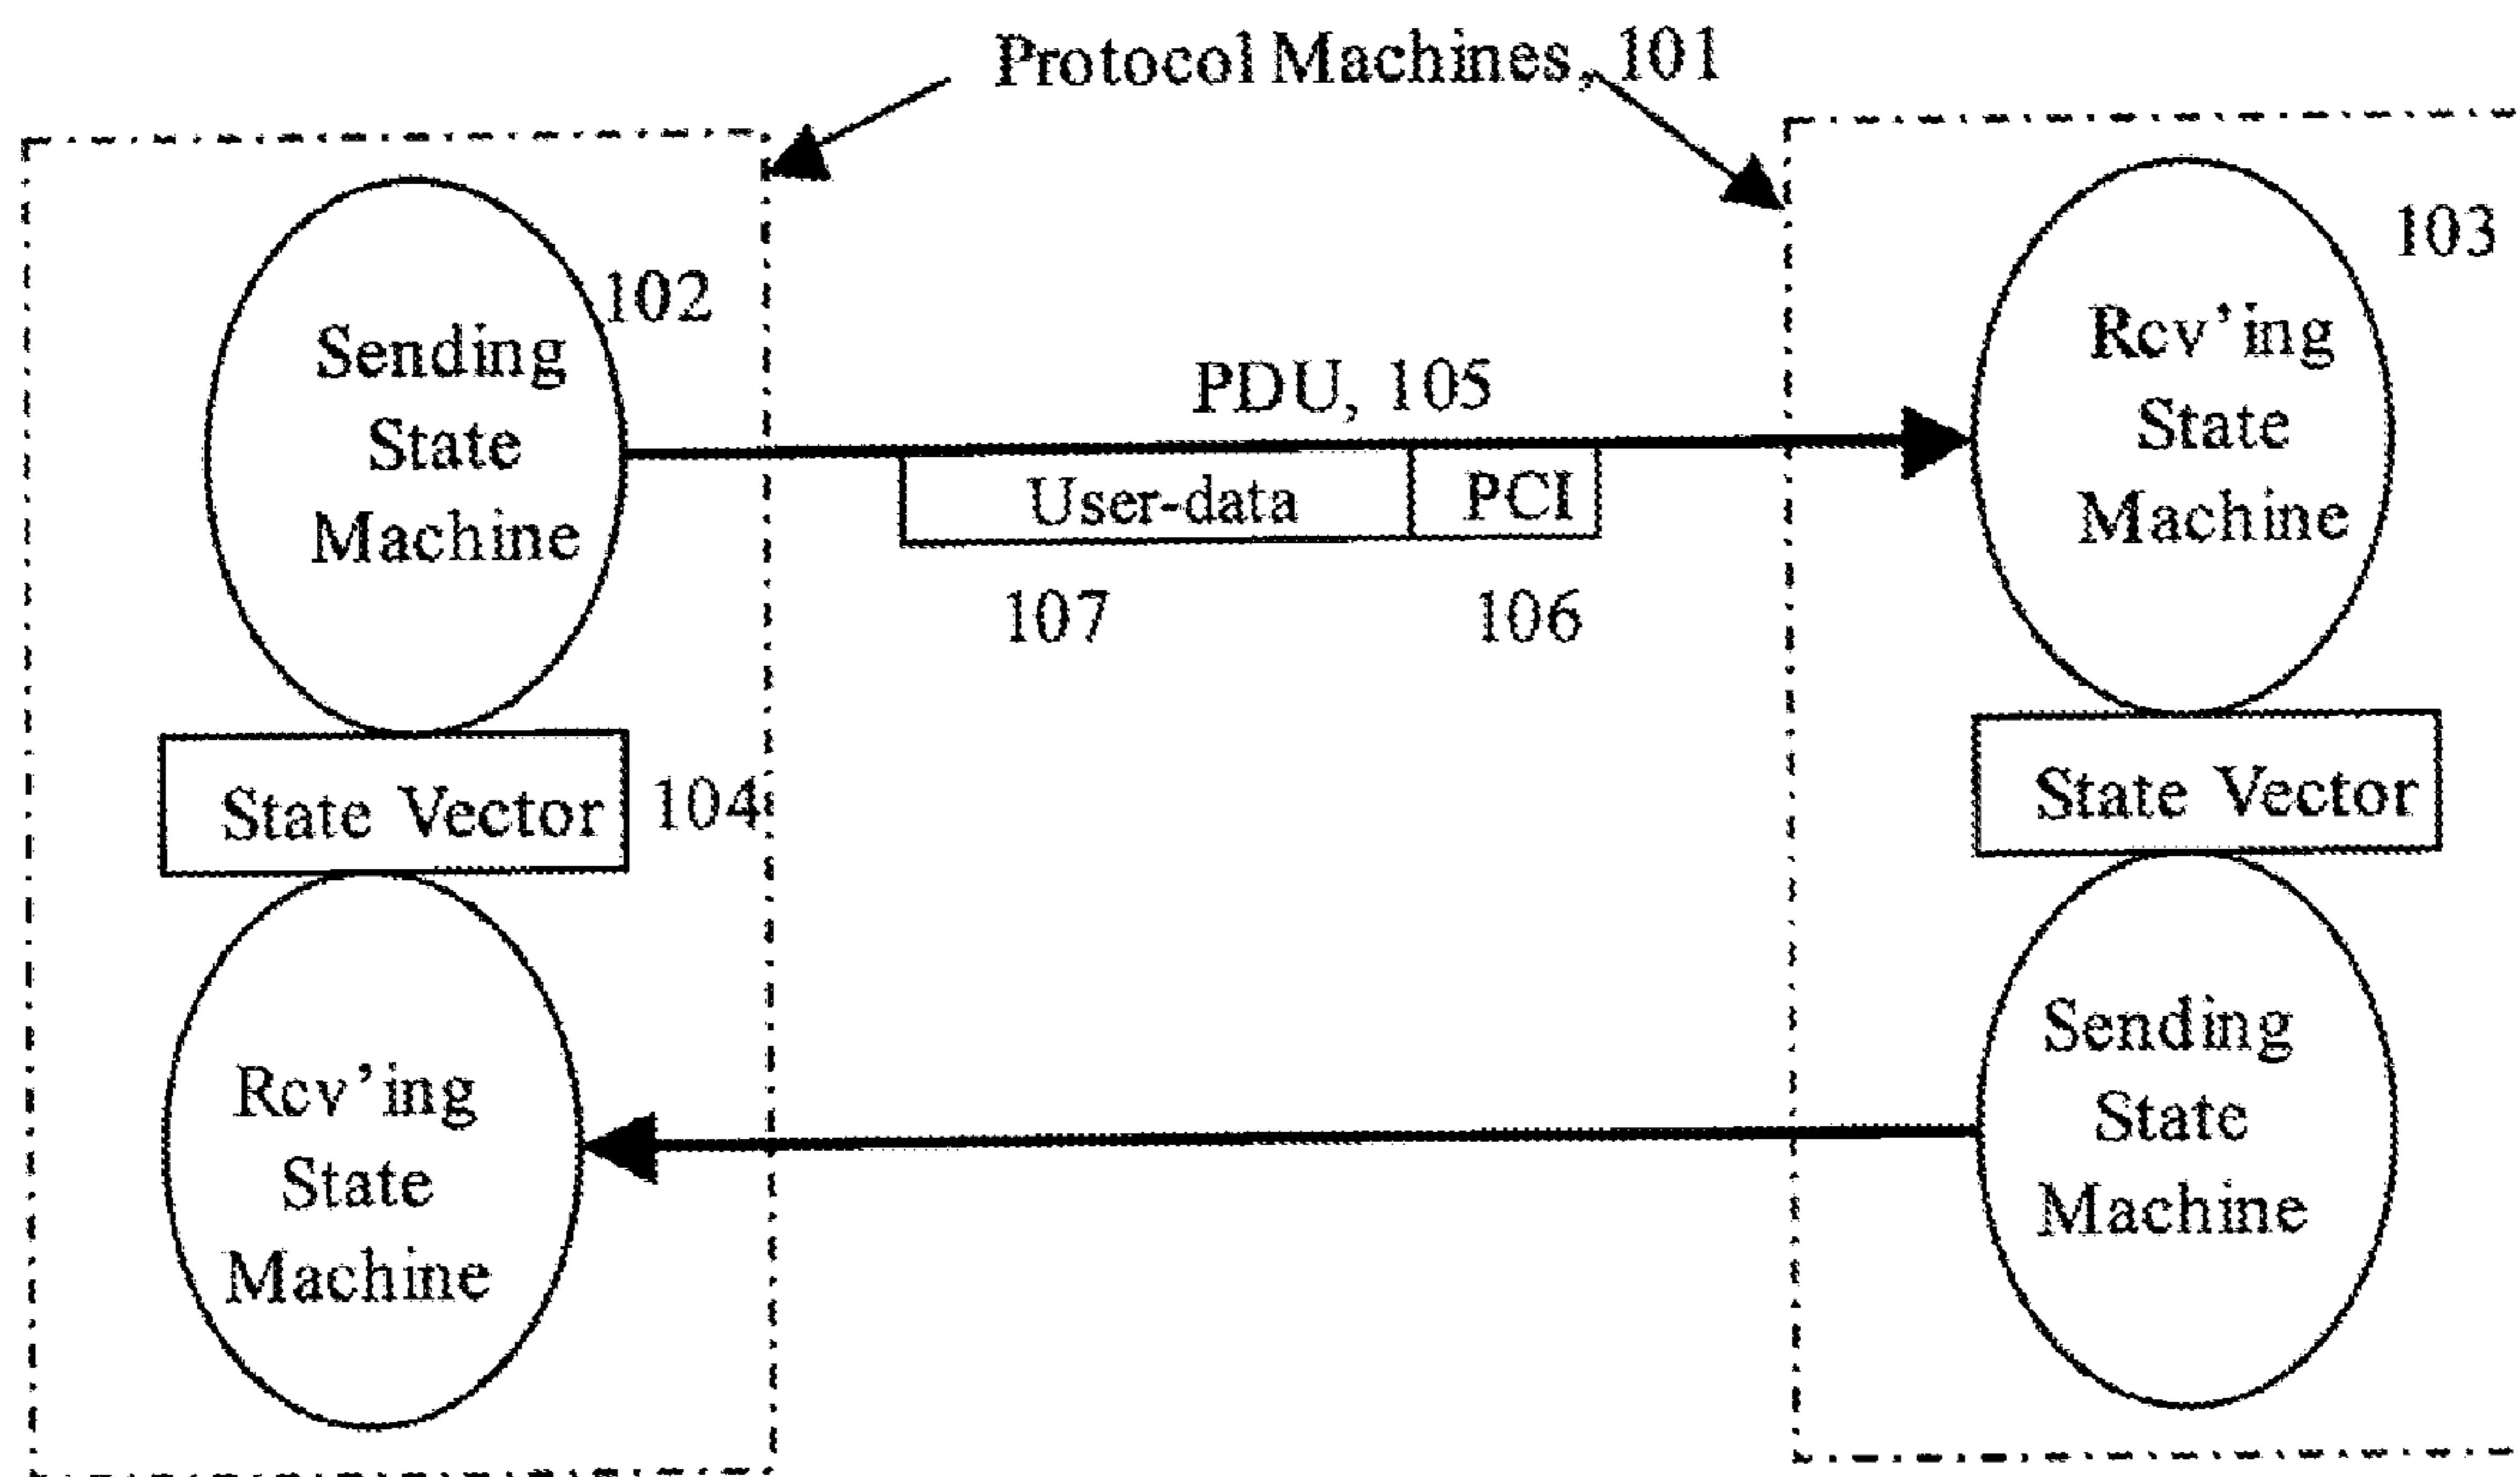 Protocol Machines, 101
103
102
Sending
State
Machine
Rcv'ing
State
Machine
PDU, 105
User-data
PCI
107
106
State Vector
104
State Vector
Rcv'ing
State
Machine
Sending
State
Machine